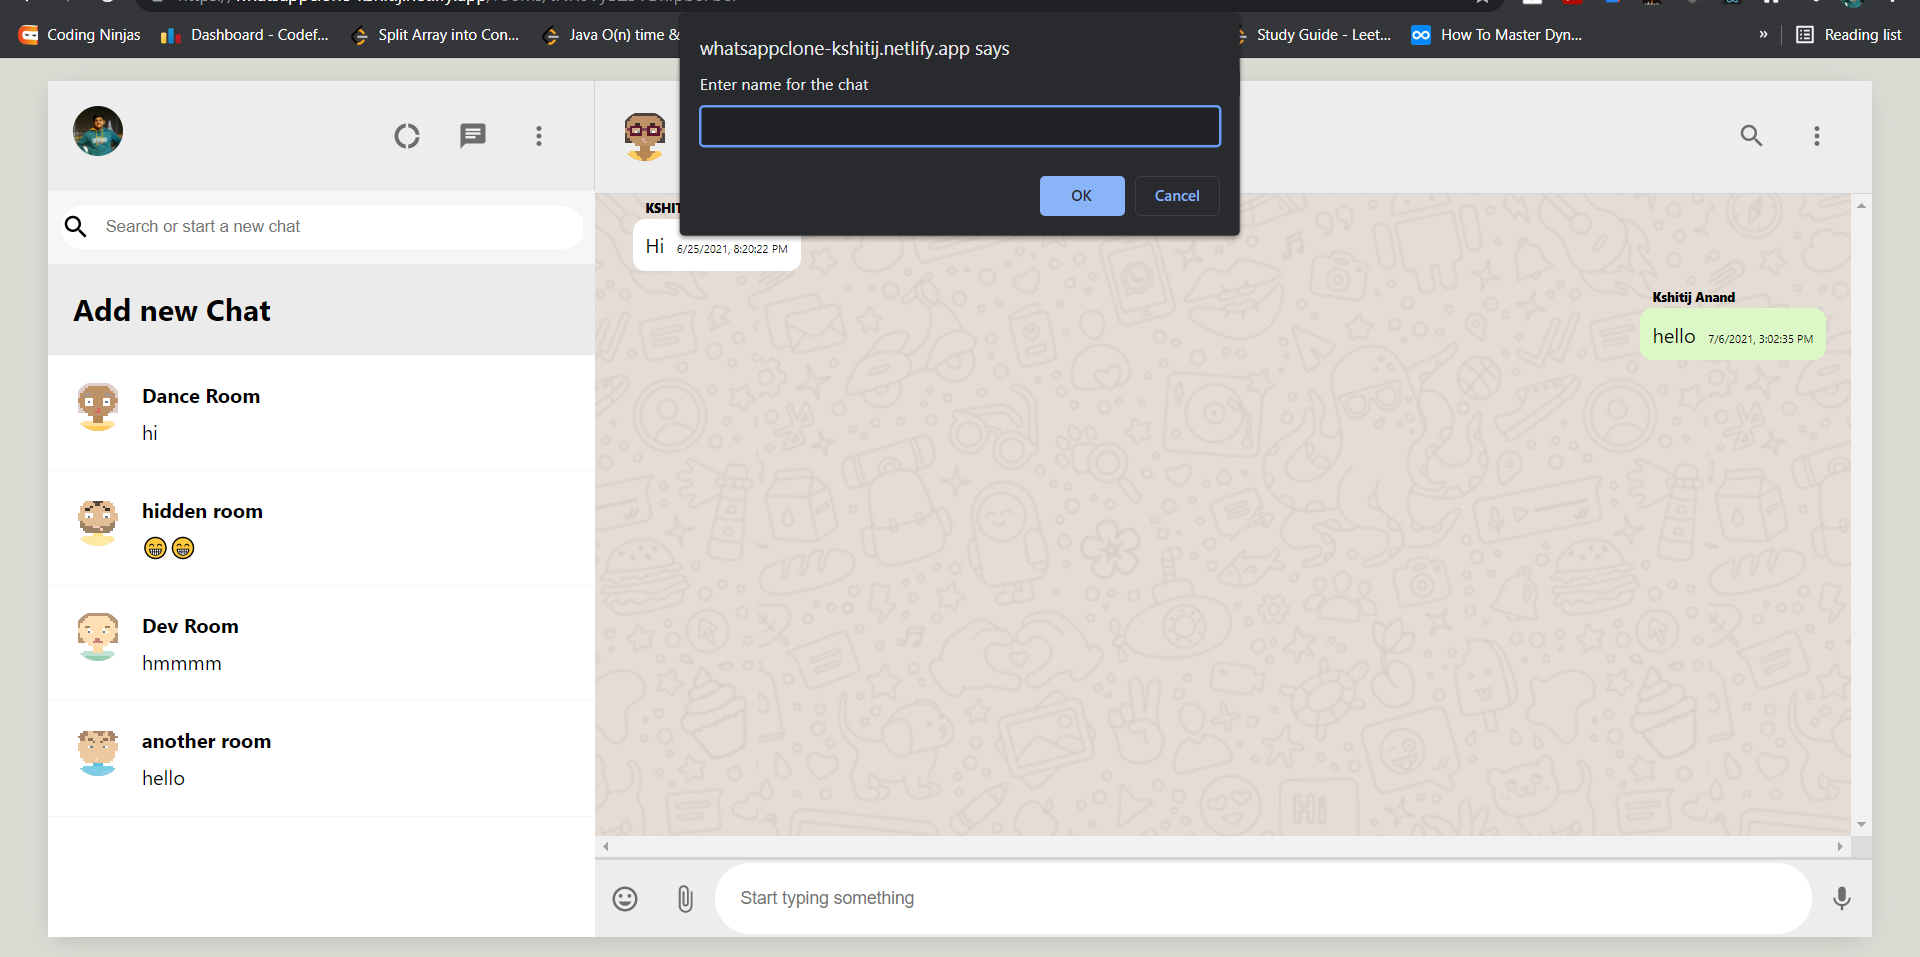 Coding Ninjas
Dashboard - Codef...
Split Array into Con...
Java O(n) time &
Study Guide - Leet...
How To Master Dyn...
»
Reading list
whatsappclone-kshitij.netlify.app says
Enter name for the chat
OK
Cancel
Search or start a new chat
Add new Chat
Dance Room
hi
hidden room
😁😁
Dev Room
hmmmm
another room
hello
KSHIT
Hi 6/25/2021, 8:20:22 PM
Kshitij Anand
hello 7/6/2021, 3:02:35 PM
Start typing something